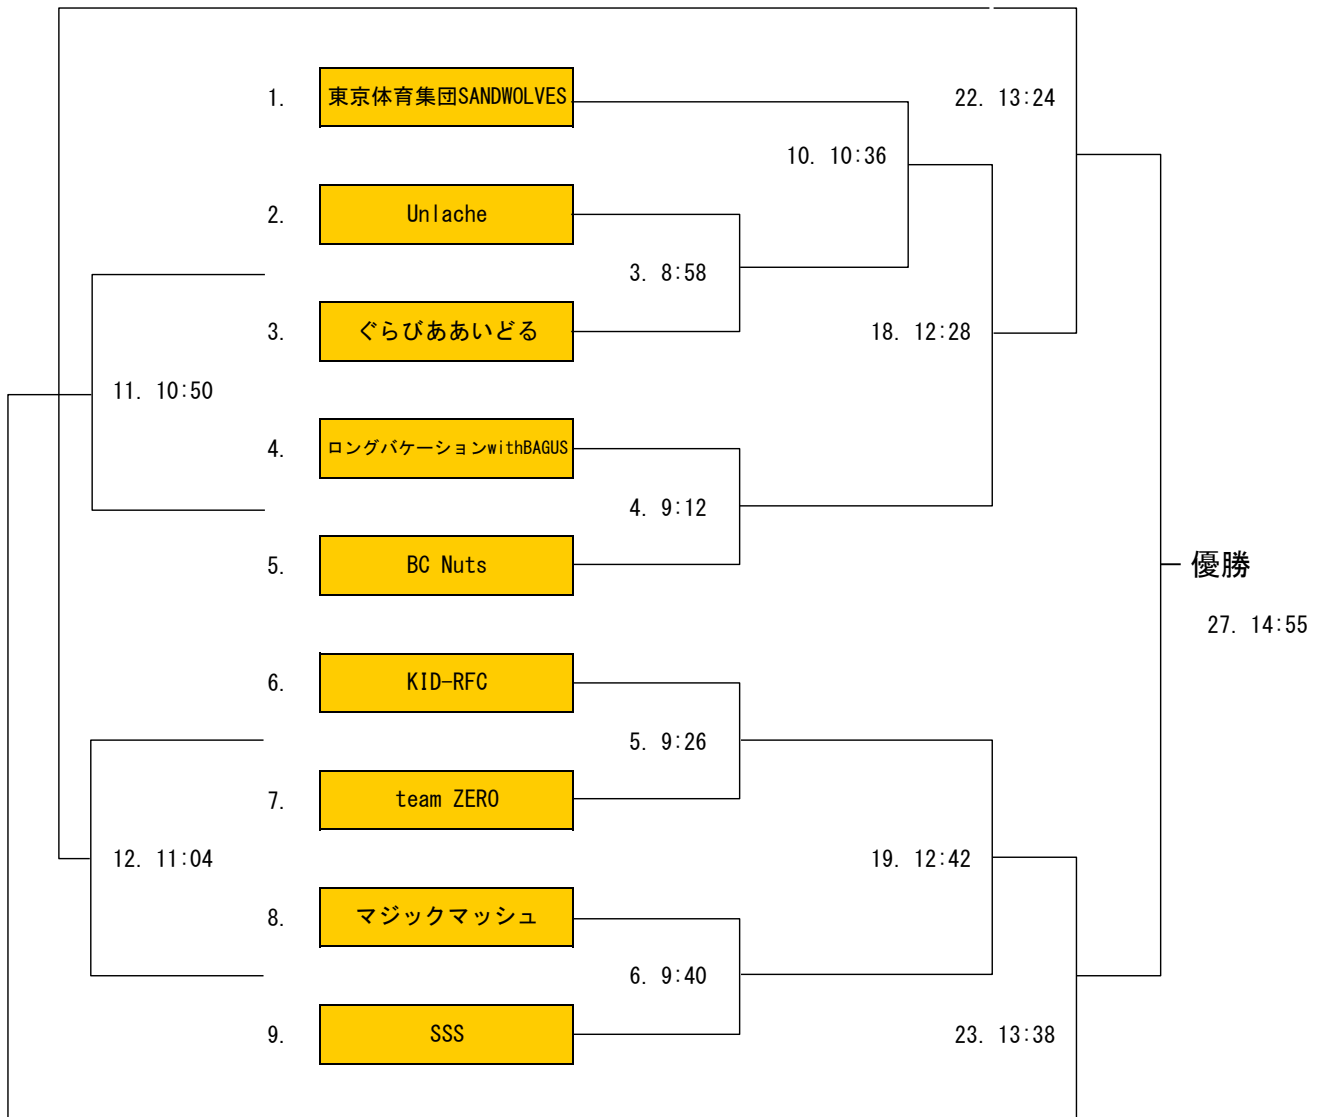 1. 東京体育集団SANDWOLVES
22. 13:24
10. 10:36
2. Unlache
3. 8:58
3. ぐらびああいどる
18. 12:28
11. 10:50
4. ロングバケーションwithBAGUS
4. 9:12
5. BC Nuts
優勝
27. 14:55
6. KID-RFC
5. 9:26
7. team ZERO
12. 11:04
19. 12:42
8. マジックマッシュ
6. 9:40
9. SSS
23. 13:38